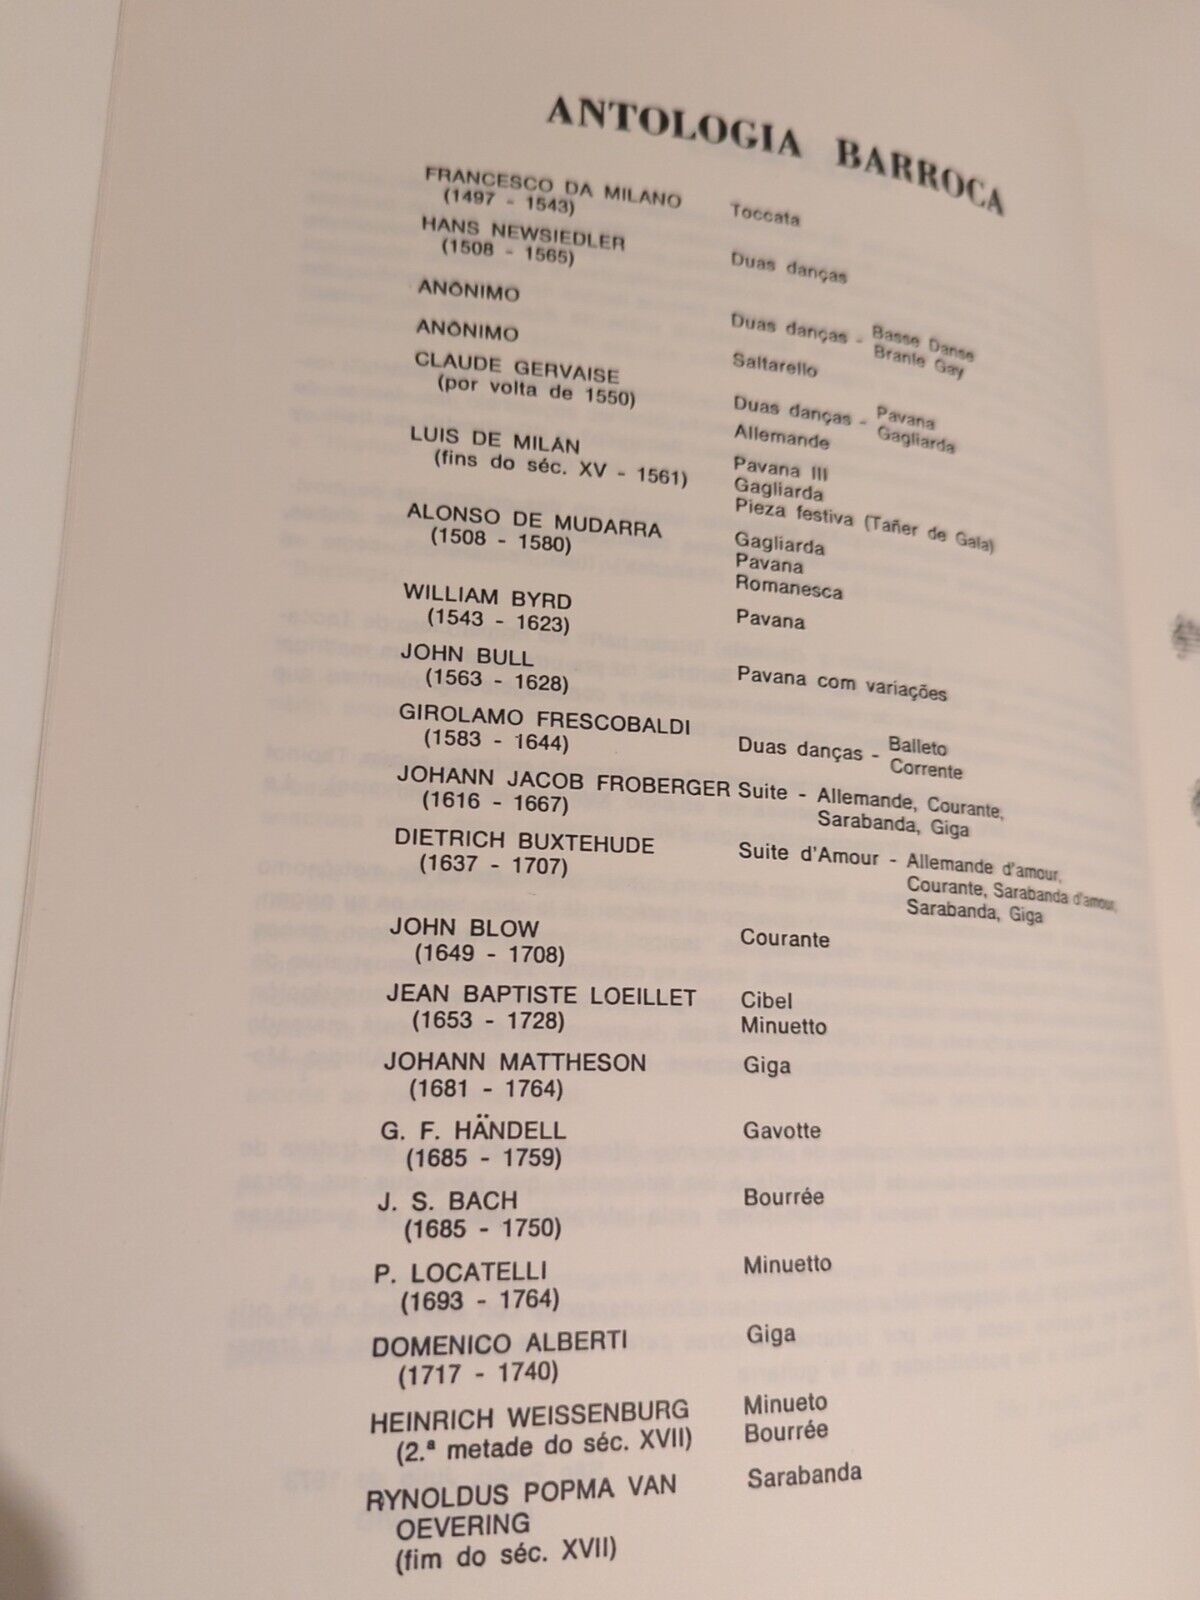 ANTOLOGIA BARROCA
FRANCESCO DA MILANO Toccata
(1497 - 1543)
HANS NEWSIEDLER Duas danças
(1508 - 1565)
ANÔNIMO Duas danças - Basse Danse
Branle Gay
ANÔNIMO Saltarello
CLAUDE GERVAISE Duas danças - Pavana
(por volta de 1550) Gagliarda
Allemande
LUIS DE MILÁN Pavana III
(fins do séc. XV - 1561) Gagliarda
Pieza festiva (Tañer de Gala)
ALONSO DE MUDARRA Gagliarda
(1508 - 1580) Pavana
Romanesca
WILLIAM BYRD Pavana
(1543 - 1623)
JOHN BULL Pavana com variações
(1563 - 1628)
GIROLAMO FRESCOBALDI Duas danças - Balleto
(1583 - 1644) Corrente
JOHANN JACOB FROBERGER Suite - Allemande, Courante,
(1616 - 1667) Sarabanda, Giga
DIETRICH BUXTEHUDE Suite d'Amour - Allemande d'amour,
(1637 - 1707) Courante, Sarabanda d'amour,
Sarabanda, Giga
JOHN BLOW Courante
(1649 - 1708)
JEAN BAPTISTE LOEILLET Cibel
(1653 - 1728) Minuetto
JOHANN MATTHESON Giga
(1681 - 1764)
G. F. HÄNDELL Gavotte
(1685 - 1759)
J. S. BACH Bourrée
(1685 - 1750)
P. LOCATELLI Minuetto
(1693 - 1764)
DOMENICO ALBERTI Giga
(1717 - 1740)
HEINRICH WEISSENBURG Minueto
(2.ª metade do séc. XVII) Bourrée
RYNOLDUS POPMA VAN Sarabanda
OEVERING
(fim do séc. XVII)